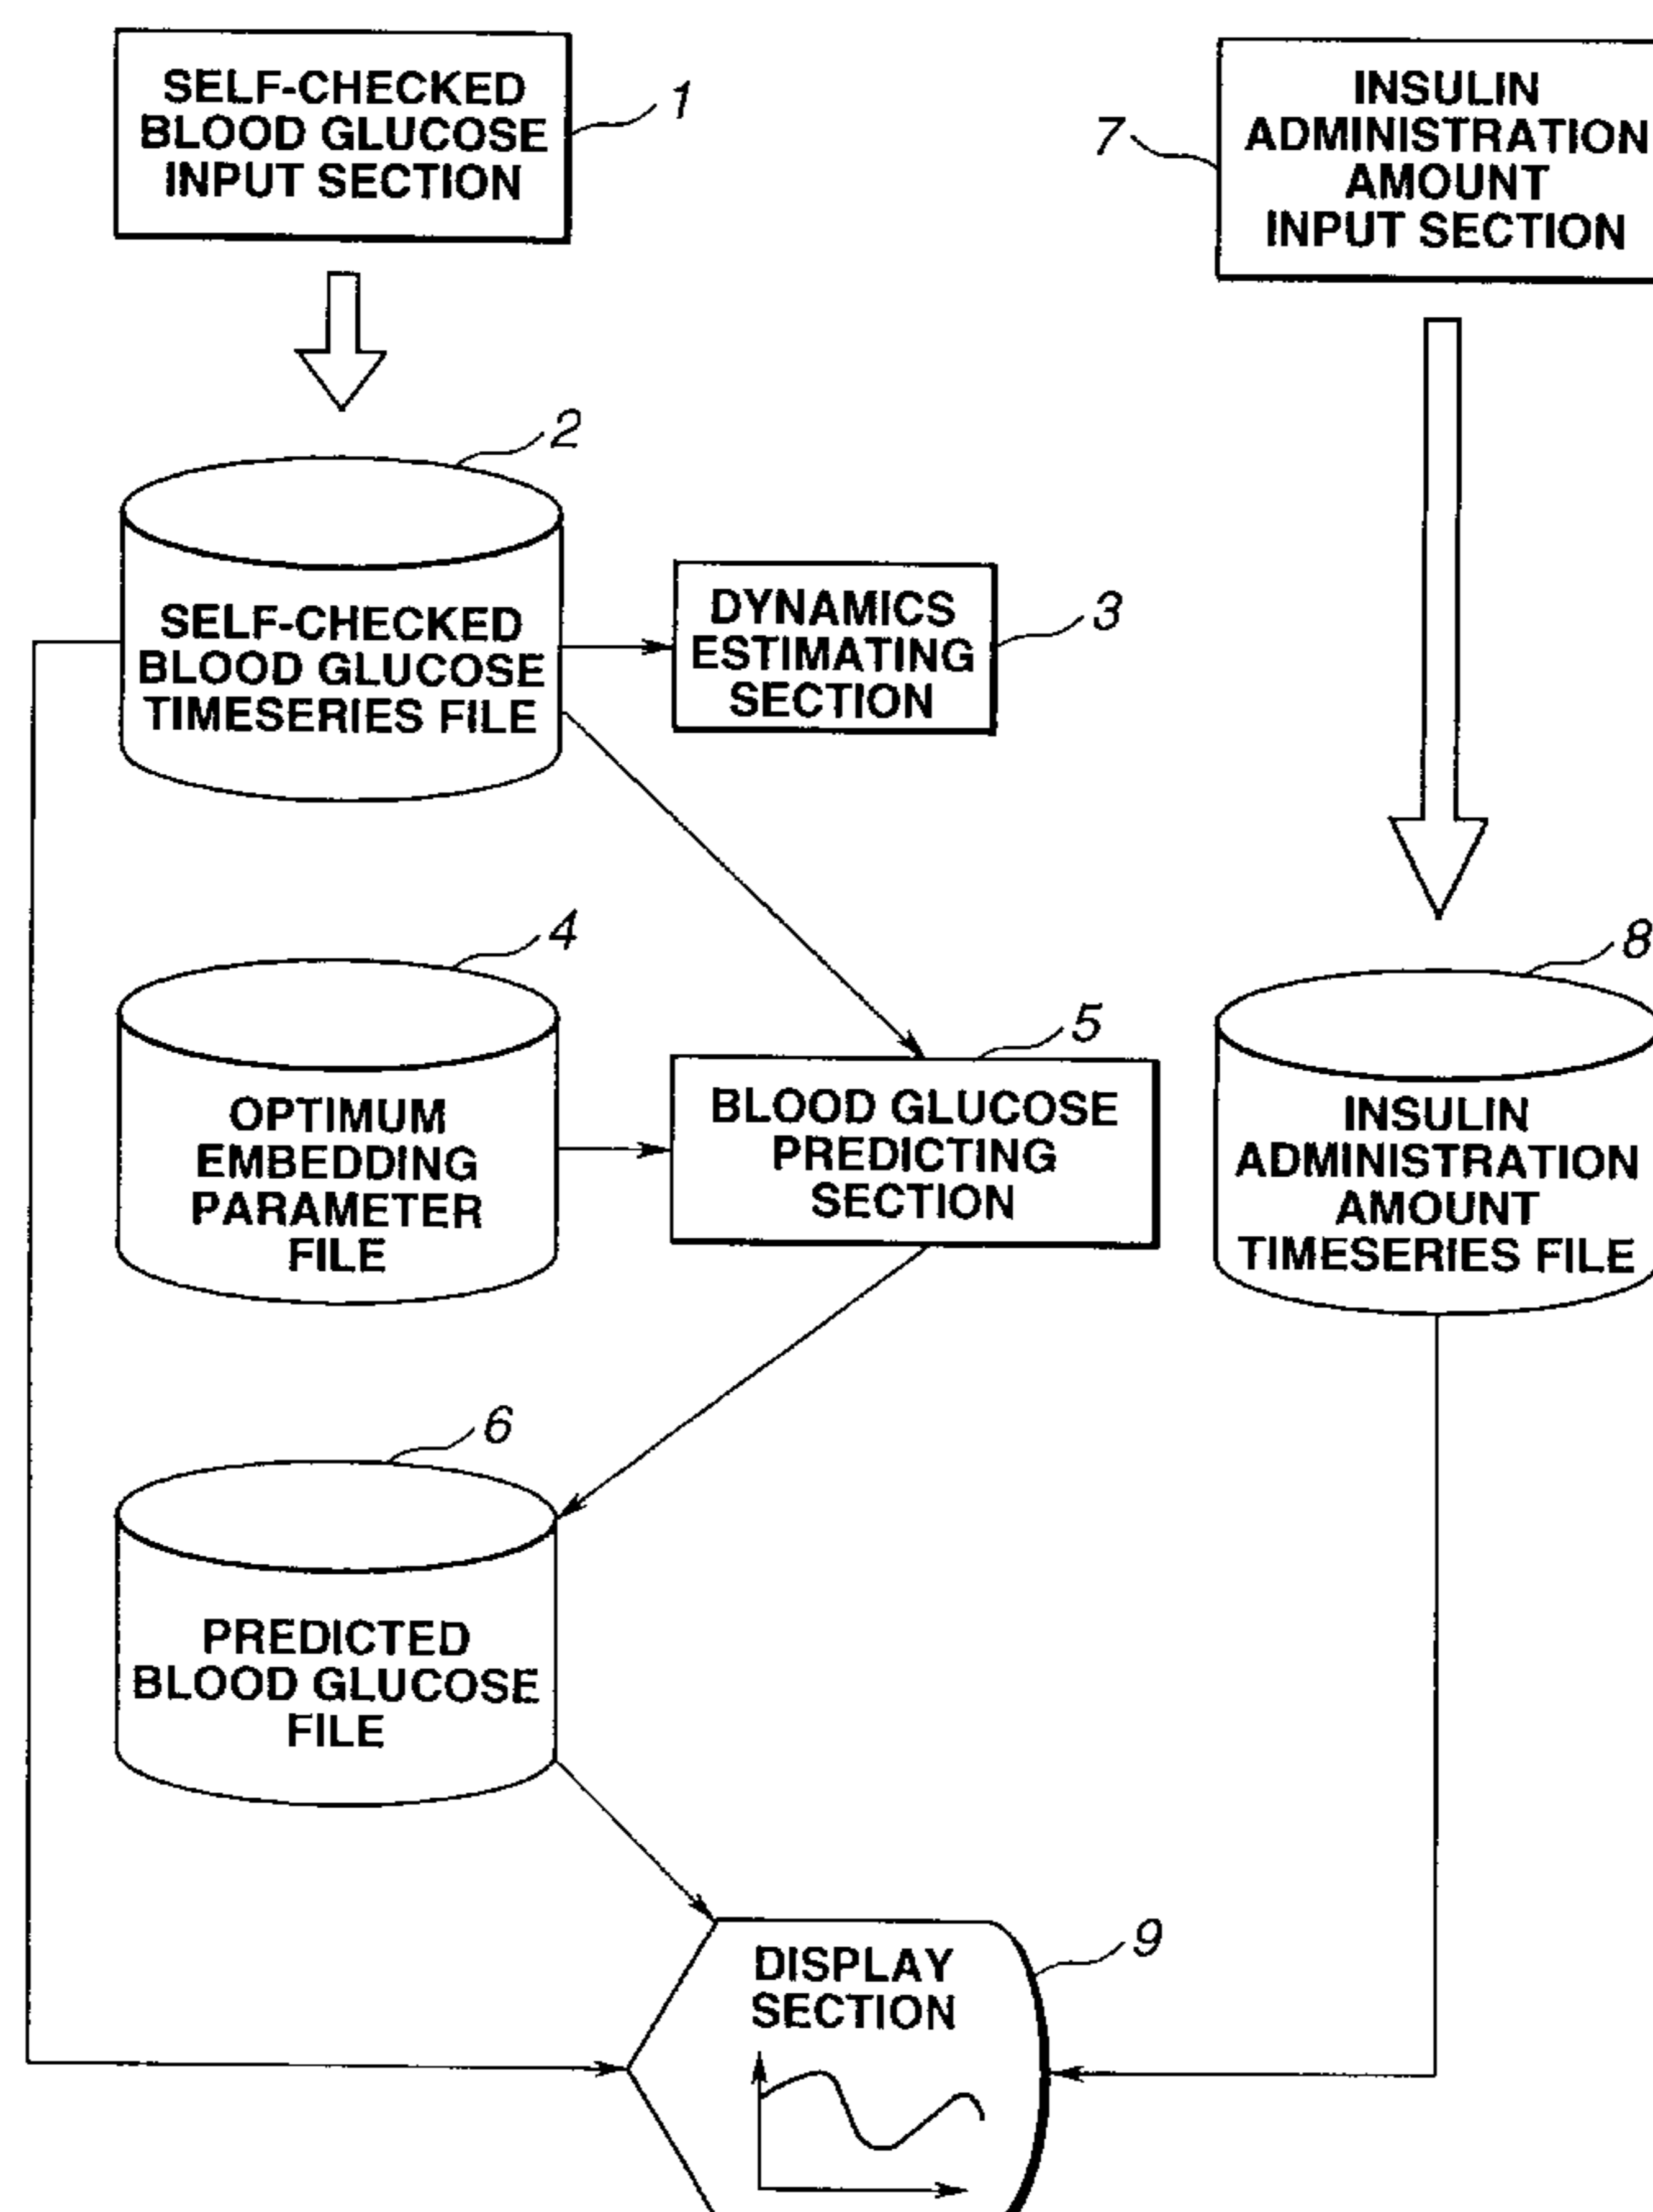 SELF-CHECKED
BLOOD GLUCOSE
INPUT SECTION
1
7
INSULIN
ADMINISTRATION
AMOUNT
INPUT SECTION
2
SELF-CHECKED
BLOOD GLUCOSE
TIMESERIES FILE
DYNAMICS
ESTIMATING
SECTION
3
4
OPTIMUM
EMBEDDING
PARAMETER
FILE
5
BLOOD GLUCOSE
PREDICTING
SECTION
8
INSULIN
ADMINISTRATION
AMOUNT
TIMESERIES FILE
6
PREDICTED
BLOOD GLUCOSE
FILE
9
DISPLAY
SECTION